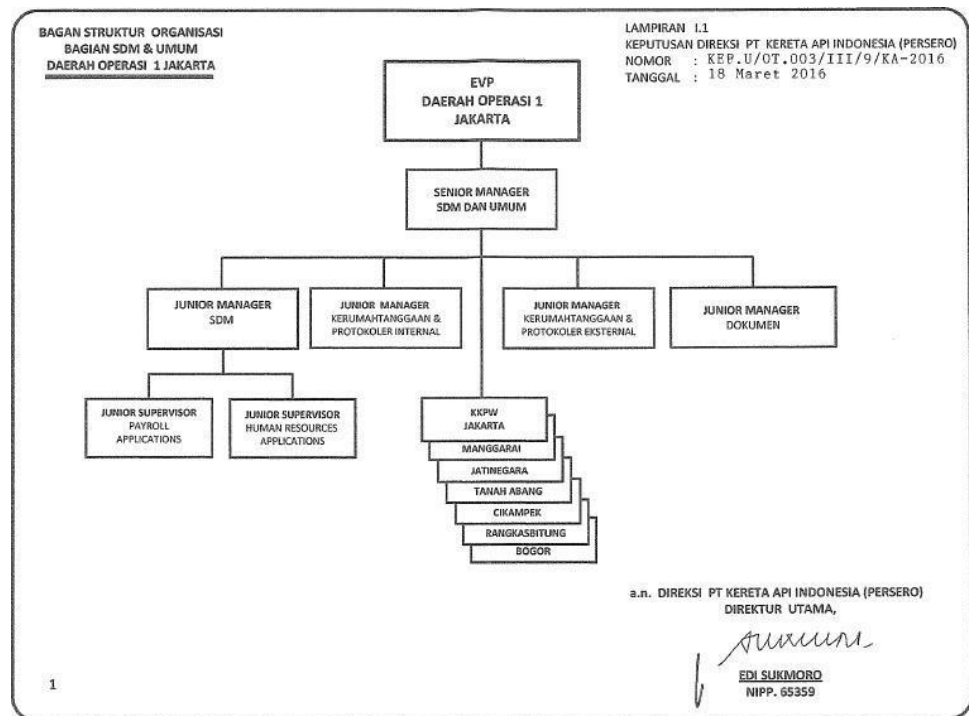 BAGAN STRUKTUR ORGANISASI
BAGIAN SDM & UMUM
DAERAH OPERASI 1 JAKARTA
LAMPIRAN I.1
KEPUTUSAN DIREKSI PT KERETA API INDONESIA (PERSERO)
NOMOR : KEP.U/OT.003/III/9/KA-2016
TANGGAL : 18 Maret 2016
EVP
DAERAH OPERASI 1
JAKARTA
SENIOR MANAGER
SDM DAN UMUM
JUNIOR MANAGER
SDM
JUNIOR MANAGER
KERUMAHTANGGAAN &
PROTOKOLER INTERNAL
JUNIOR MANAGER
KERUMAHTANGGAAN &
PROTOKOLER EKSTERNAL
JUNIOR MANAGER
DOKUMEN
JUNIOR SUPERVISOR
PAYROLL
APPLICATIONS
JUNIOR SUPERVISOR
HUMAN RESOURCES
APPLICATIONS
KKPW
JAKARTA
MANGGARAI
JATINEGARA
TANAH ABANG
CIKAMPEK
RANGKASBITUNG
BOGOR
a.n. DIREKSI PT KERETA API INDONESIA (PERSERO)
DIREKTUR UTAMA,
EDI SUKMORO
NIPP. 65359
1